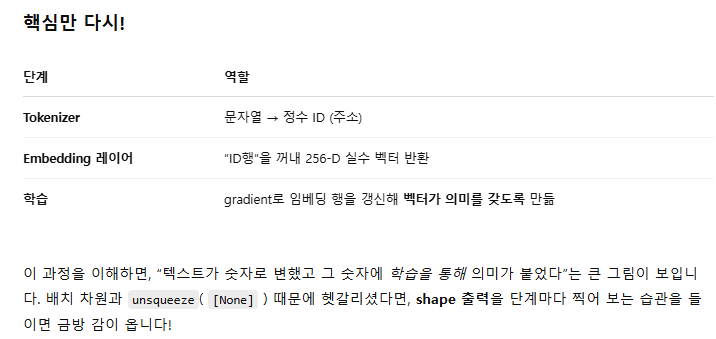 핵심만 다시!
단계 역할
Tokenizer 문자열 → 정수 ID (주소)
Embedding 레이어 “ID행”을 꺼내 256-D 실수 벡터 반환
학습 gradient로 임베딩 행을 갱신해 벡터가 의미를 갖도록 만듦
이 과정을 이해하면, “텍스트가 숫자로 변했고 그 숫자에 학습을 통해 의미가 붙었다”는 큰 그림이 보입니
다. 배치 차원과 unsqueeze( [None] ) 때문에 헷갈리셨다면, shape 출력을 단계마다 찍어 보는 습관을 들
이면 금방 감이 옵니다!